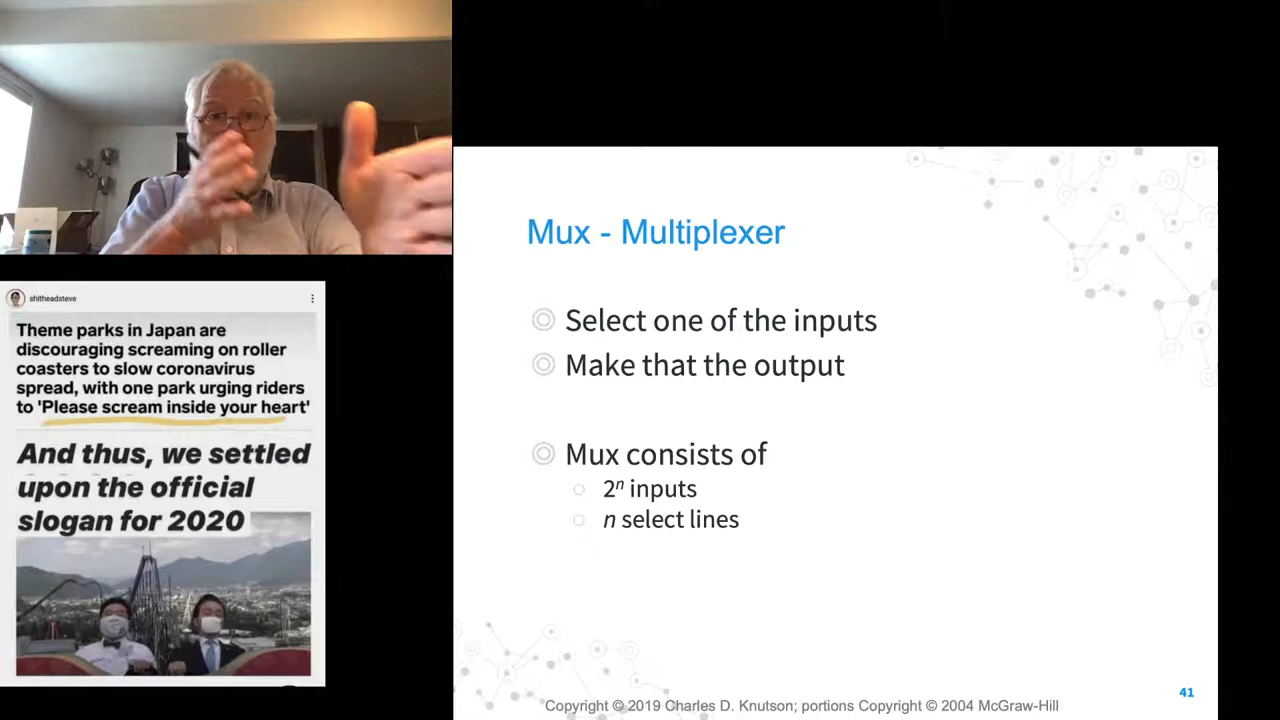 shitheadsteve
Theme parks in Japan are
discouraging screaming on roller
coasters to slow coronavirus
spread, with one park urging riders
to 'Please scream inside your heart'
And thus, we settled
upon the official
slogan for 2020
Mux - Multiplexer
Select one of the inputs
Make that the output
Mux consists of
2ⁿ inputs
n select lines
41
Copyright © 2019 Charles D. Knutson; portions Copyright © 2004 McGraw-Hill